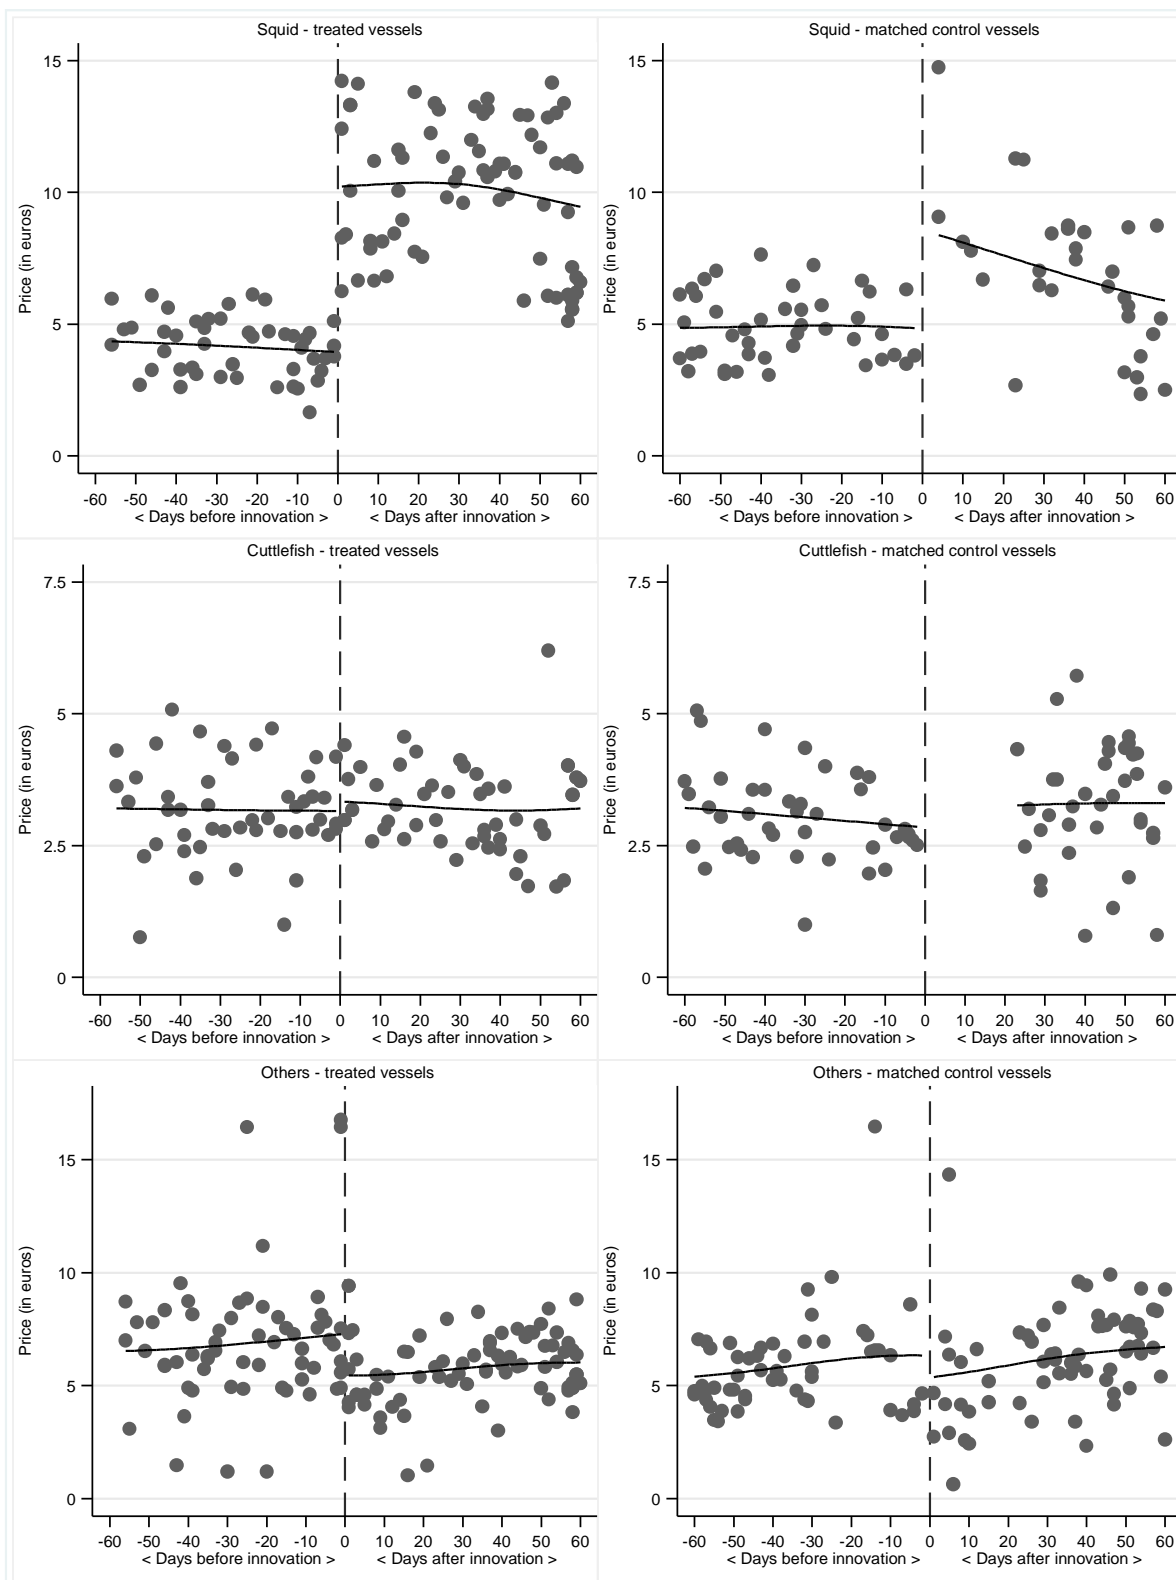 Squid - treated vessels
Price (in euros)
15
10
5
0
-60 -50 -40 -30 -20 -10 0 10 20 30 40 50 60
< Days before innovation > < Days after innovation >
Squid - matched control vessels
Price (in euros)
15
10
5
0
-60 -50 -40 -30 -20 -10 0 10 20 30 40 50 60
< Days before innovation > < Days after innovation >
Cuttlefish - treated vessels
Price (in euros)
7.5
5
2.5
0
-60 -50 -40 -30 -20 -10 0 10 20 30 40 50 60
< Days before innovation > < Days after innovation >
Cuttlefish - matched control vessels
Price (in euros)
7.5
5
2.5
0
-60 -50 -40 -30 -20 -10 0 10 20 30 40 50 60
< Days before innovation > < Days after innovation >
Others - treated vessels
Price (in euros)
15
10
5
0
-60 -50 -40 -30 -20 -10 0 10 20 30 40 50 60
< Days before innovation > < Days after innovation >
Others - matched control vessels
Price (in euros)
15
10
5
0
-60 -50 -40 -30 -20 -10 0 10 20 30 40 50 60
< Days before innovation > < Days after innovation >